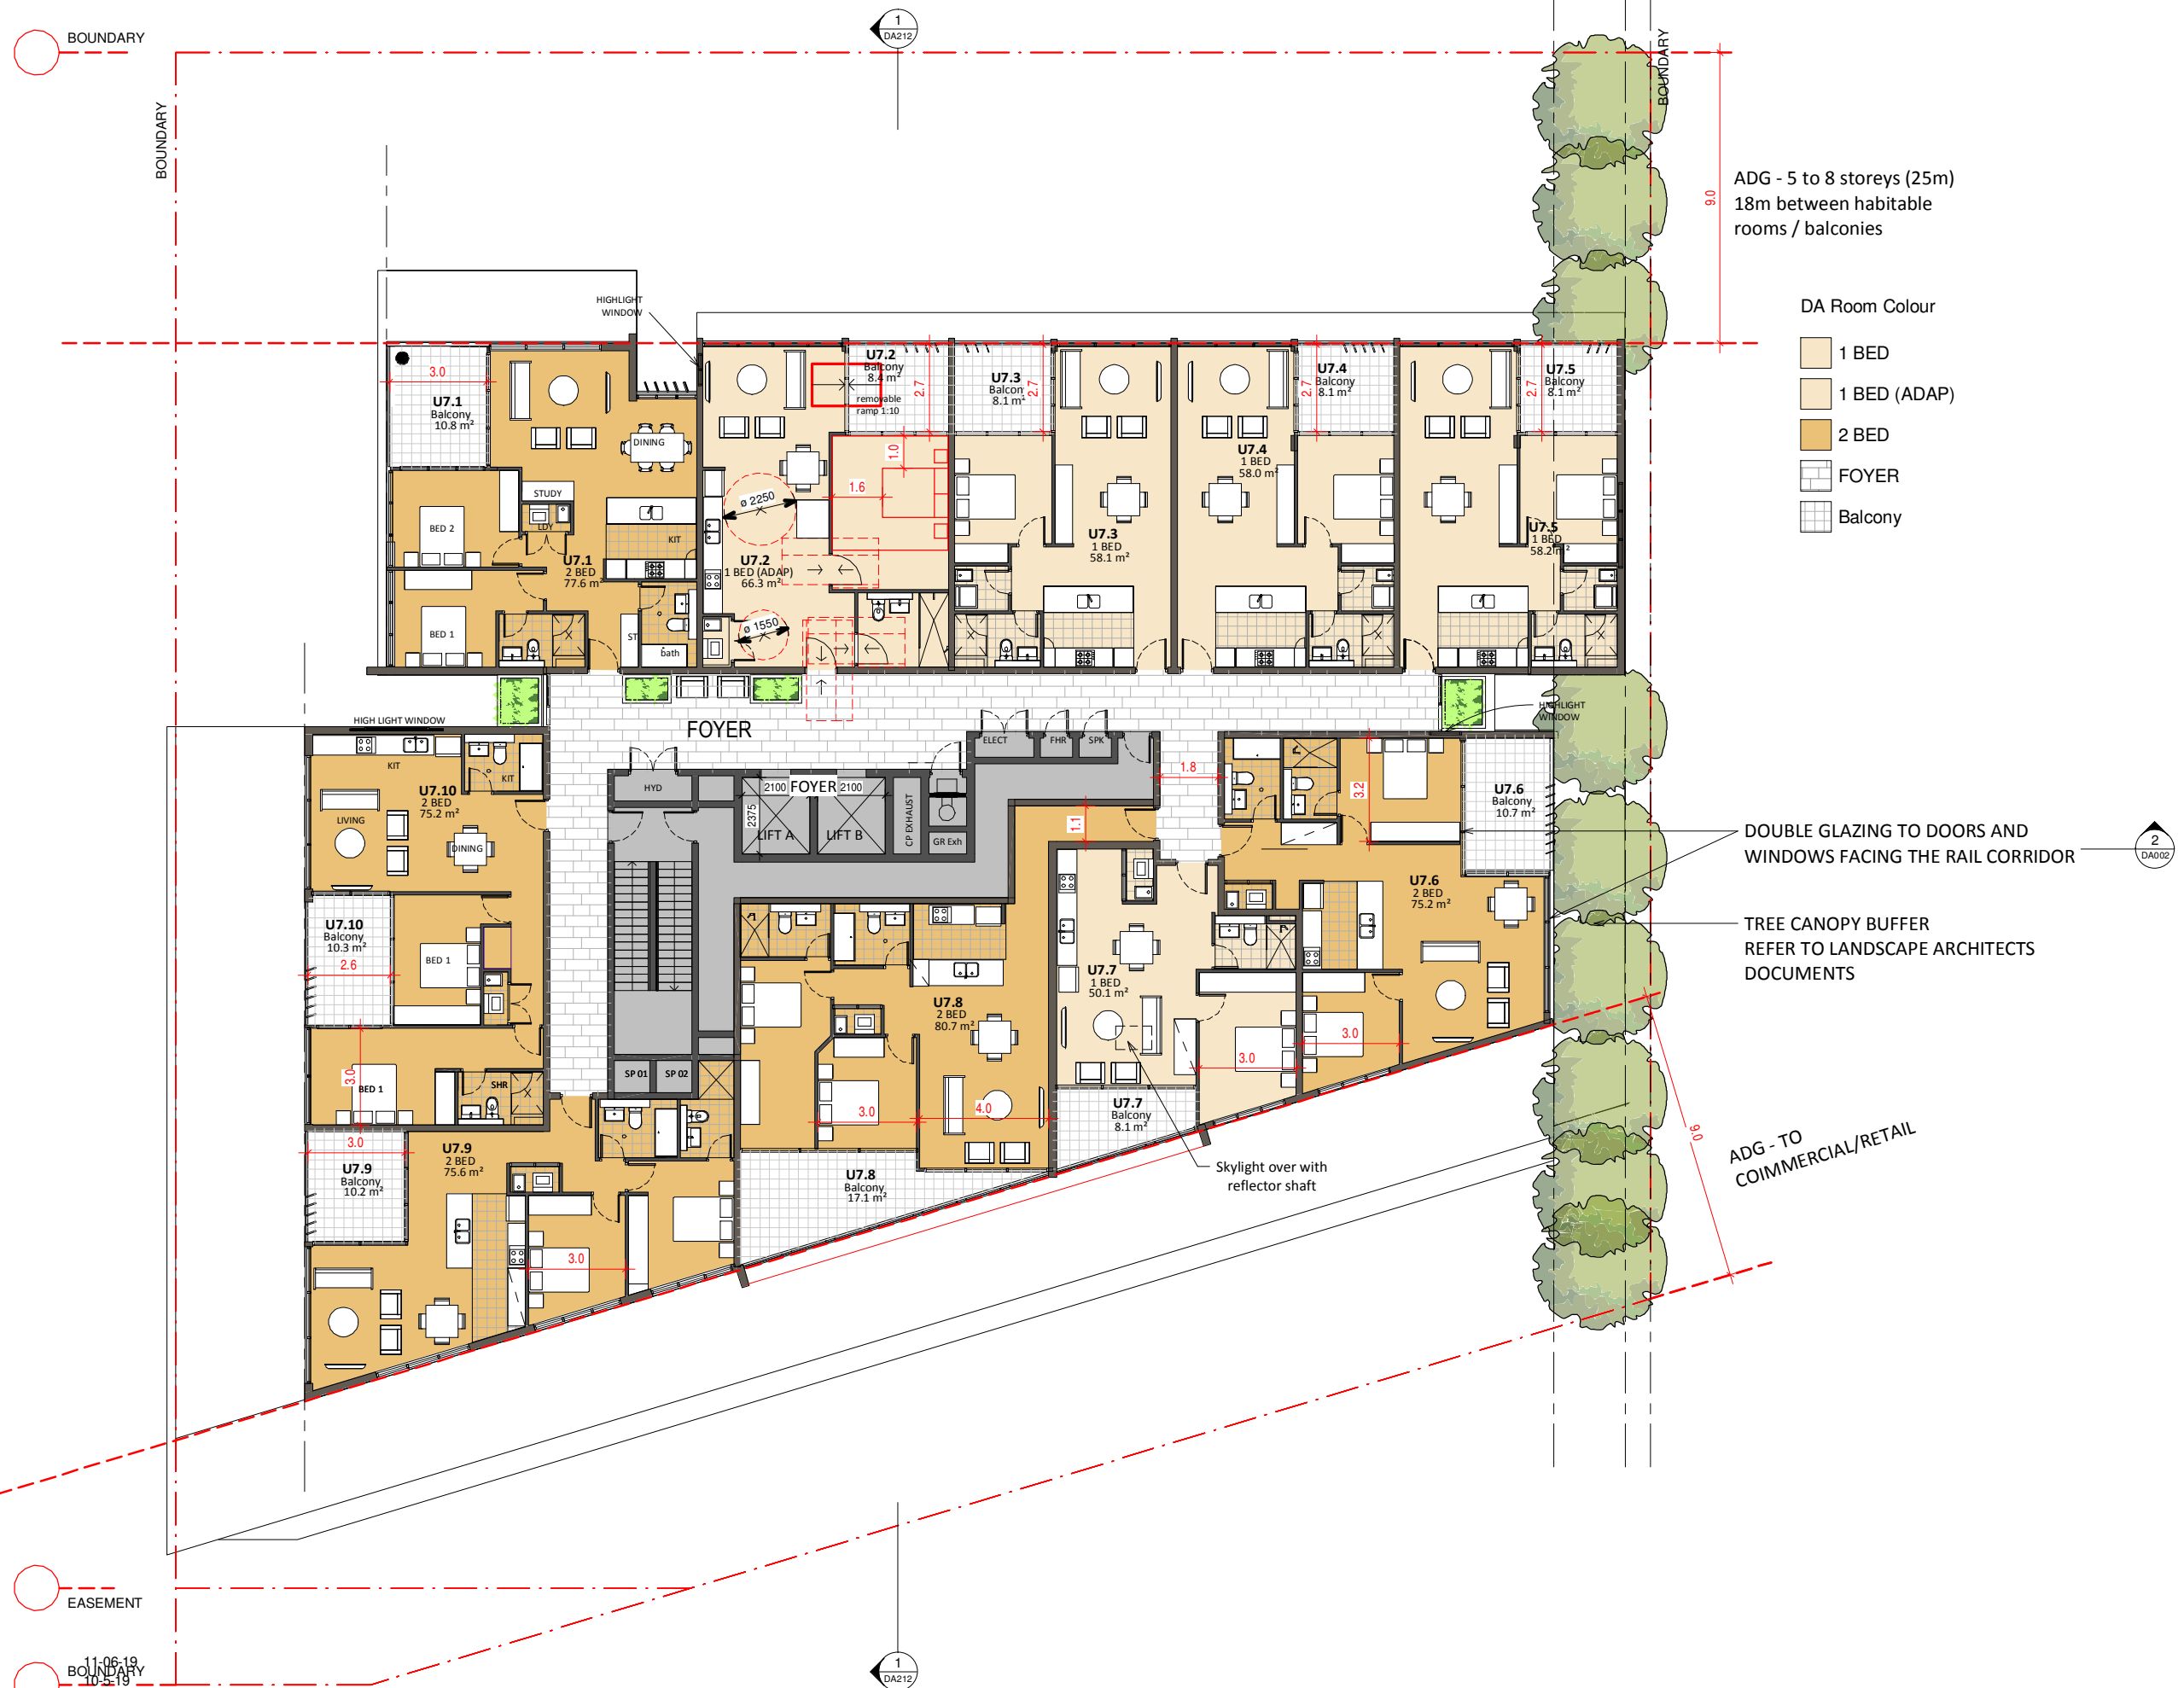 BOUNDARY
1
DA212
BOUNDARY
BOUNDARY
9.0
ADG - 5 to 8 storeys (25m)
18m between habitable
rooms / balconies
DA Room Colour
1 BED
1 BED (ADAP)
2 BED
FOYER
Balcony
HIGHLIGHT
WINDOW
3.0
U7.1
Balcony
10.8 m²
DINING
STUDY
LDY
BED 2
KIT
U7.1
2 BED
77.6 m²
BED 1
ST
bath
U7.2
Balcony
8.4 m²
removable
ramp 1:10
2.7
1.0
1.6
ø 2250
U7.2
1 BED (ADAP)
66.3 m²
ø 1550
U7.3
Balcony
8.1 m²
2.7
U7.3
1 BED
58.1 m²
U7.4
Balcony
8.1 m²
2.7
U7.4
1 BED
58.0 m²
U7.5
Balcony
8.1 m²
2.7
U7.5
1 BED
58.2 m²
HIGH LIGHT WINDOW
FOYER
HIGHLIGHT
WINDOW
ELECT
FHR
SPK
KIT
KIT
U7.10
2 BED
75.2 m²
LIVING
DINING
HYD
2100
FOYER
2100
2375
LIFT A
LIFT B
CP EXHAUST
GR Exh
1.8
1.1
3.2
U7.6
Balcony
10.7 m²
DOUBLE GLAZING TO DOORS AND
WINDOWS FACING THE RAIL CORRIDOR
2
DA002
U7.6
2 BED
75.2 m²
TREE CANOPY BUFFER
REFER TO LANDSCAPE ARCHITECTS
DOCUMENTS
U7.10
Balcony
10.3 m²
2.6
BED 1
U7.7
1 BED
50.1 m²
U7.8
2 BED
80.7 m²
3.0
3.0
3.0
BED 1
SHR
SP 01
SP 02
3.0
4.0
U7.7
Balcony
8.1 m²
9.0
ADG - TO
COIMMERCIAL/RETAIL
3.0
U7.9
Balcony
10.2 m²
U7.9
2 BED
75.6 m²
U7.8
Balcony
17.1 m²
Skylight over with
reflector shaft
3.0
EASEMENT
11-06-19
BOUNDARY
10-5-19
1
DA212